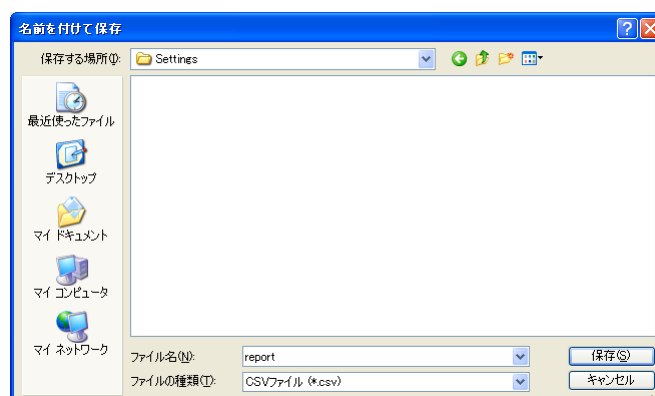 名前を付けて保存
保存する場所(I): Settings
最近使ったファイル
デスクトップ
マイ ドキュメント
マイ コンピュータ
マイ ネットワーク
ファイル名(N): report 保存(S)
ファイルの種類(T): CSVファイル (*.csv) キャンセル